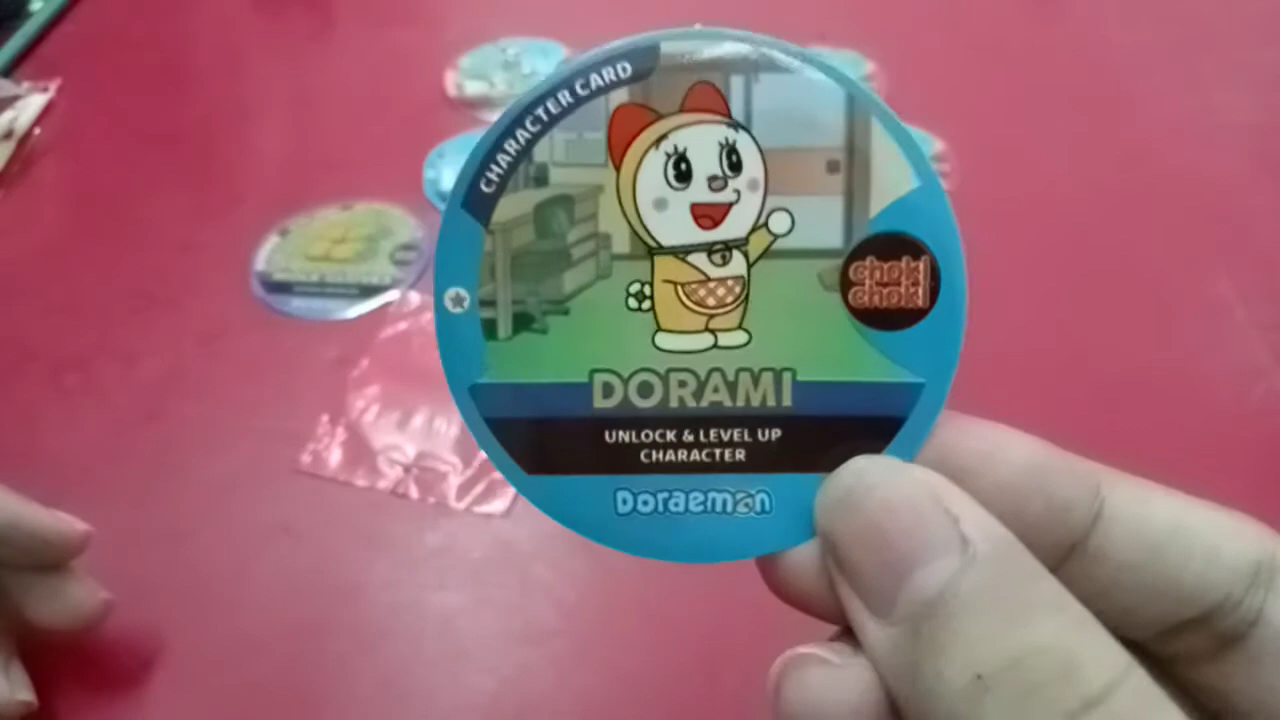 CHARACTER CARD
choki
choki
DORAMI
UNLOCK & LEVEL UP
CHARACTER
Doraemon